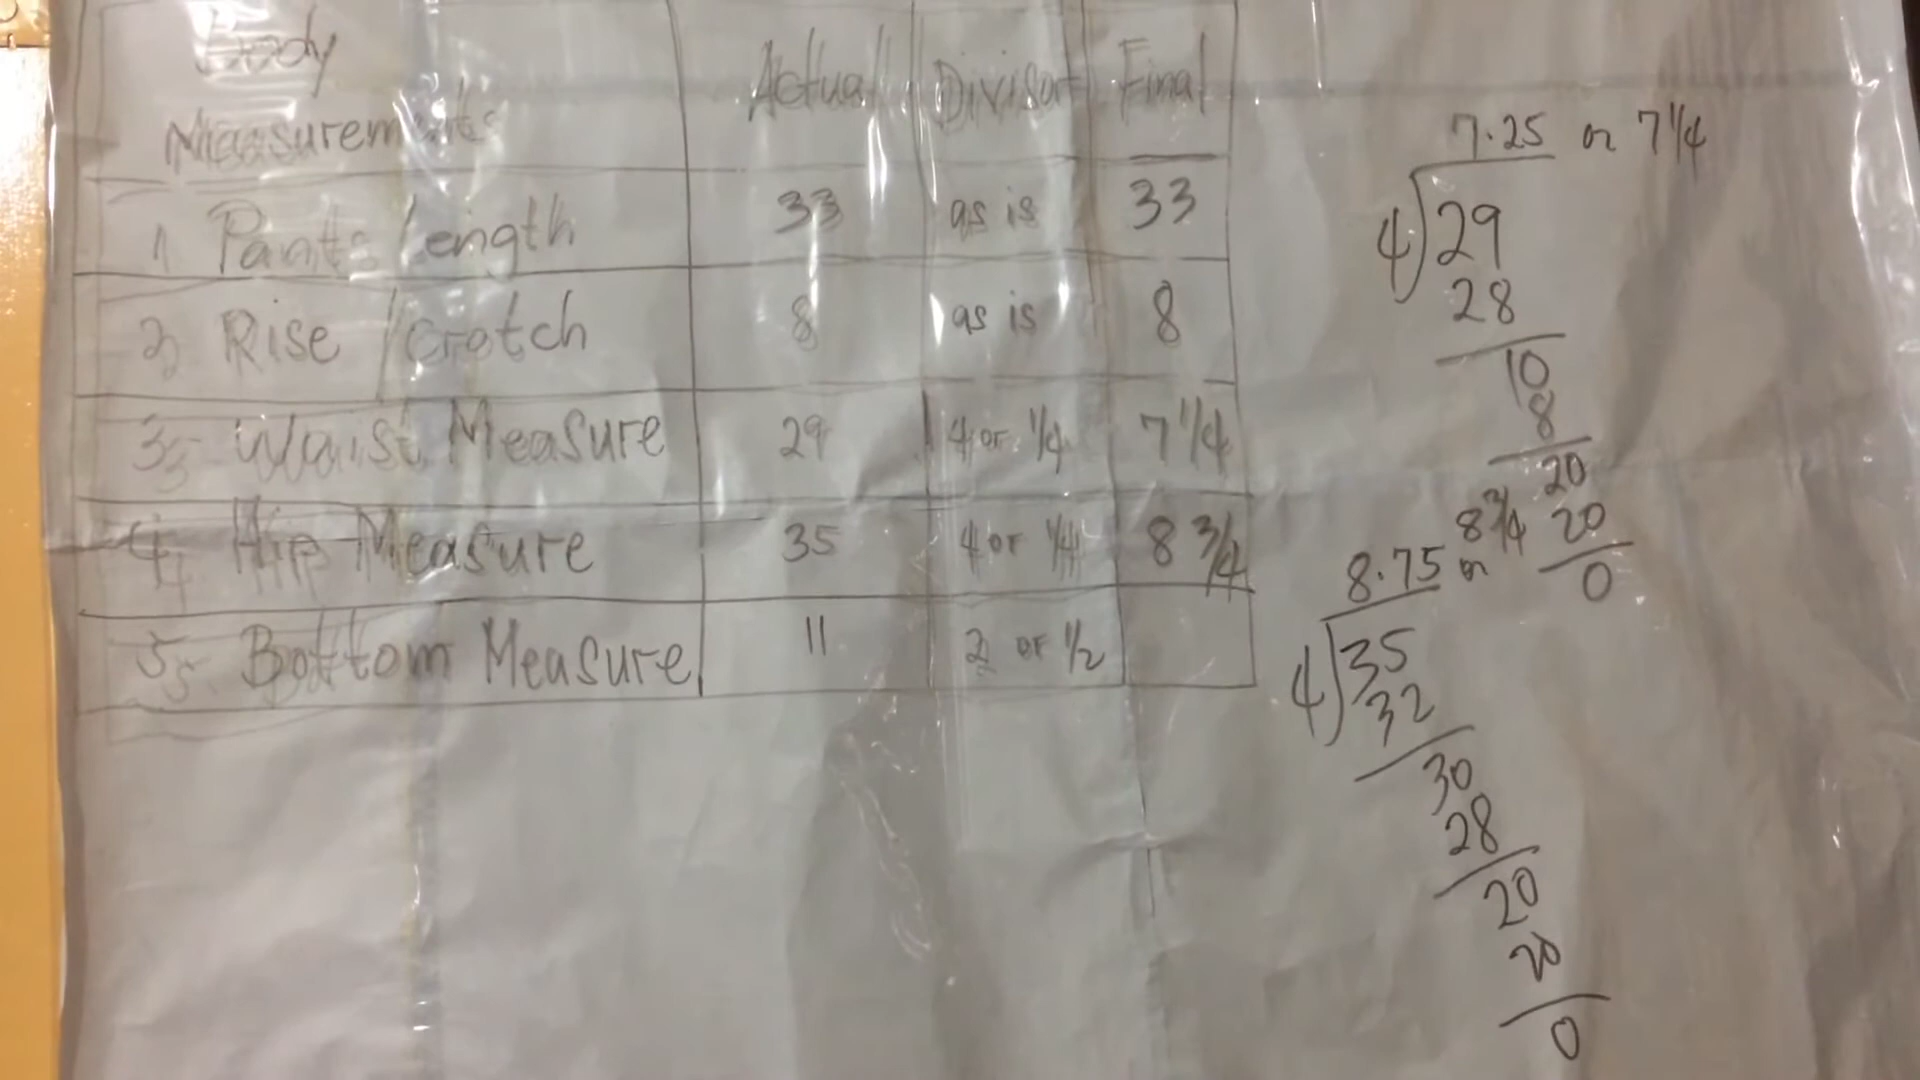 Body Measurements Actual Divisor Final
1 Pants Length 33 as is 33
2 Rise / crotch 8 as is 8
3 Waist Measure 29 4 or 1/4 7 1/4
4 Hip Measure 35 4 or 1/4 8 3/4
5 Bottom Measure 11 2 or 1/2
7.25 or 7 1/4
4 29
28
10
8
20
20
0
8.75 or 8 3/4
4 35
32
30
28
20
20
0